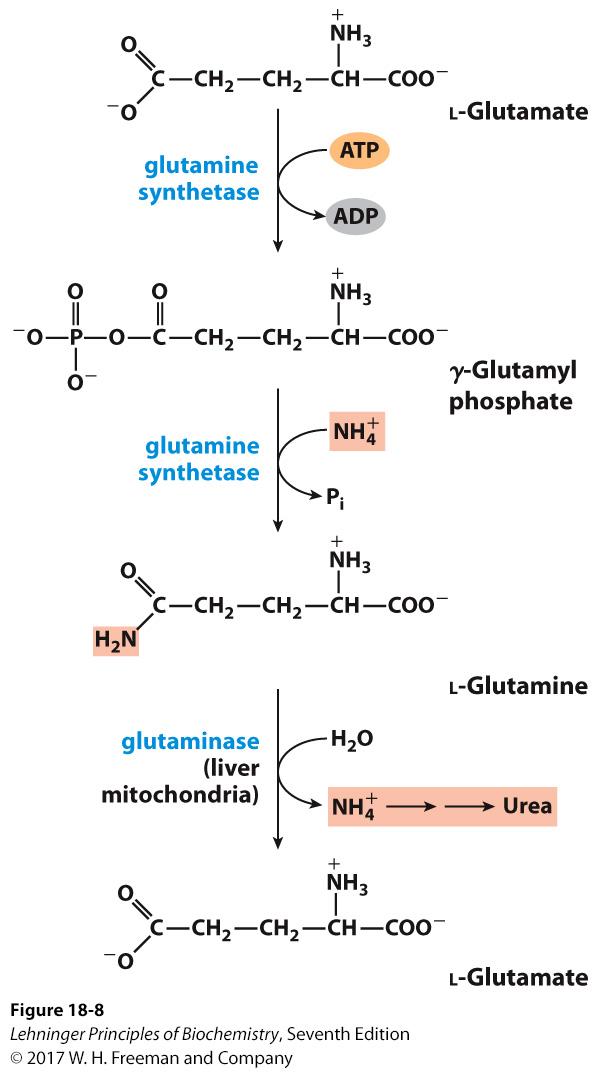 NH₃⁺
O
C—CH₂—CH₂—CH—COO⁻
⁻O
L-Glutamate
glutamine
synthetase
ATP
ADP
O O NH₃⁺
⁻O—P—O—C—CH₂—CH₂—CH—COO⁻
O⁻
γ-Glutamyl
phosphate
glutamine
synthetase
NH₄⁺
Pᵢ
NH₃⁺
O
C—CH₂—CH₂—CH—COO⁻
H₂N
L-Glutamine
glutaminase
(liver
mitochondria)
H₂O
NH₄⁺ → → Urea
NH₃⁺
O
C—CH₂—CH₂—CH—COO⁻
⁻O
L-Glutamate
Figure 18-8
Lehninger Principles of Biochemistry, Seventh Edition
© 2017 W. H. Freeman and Company